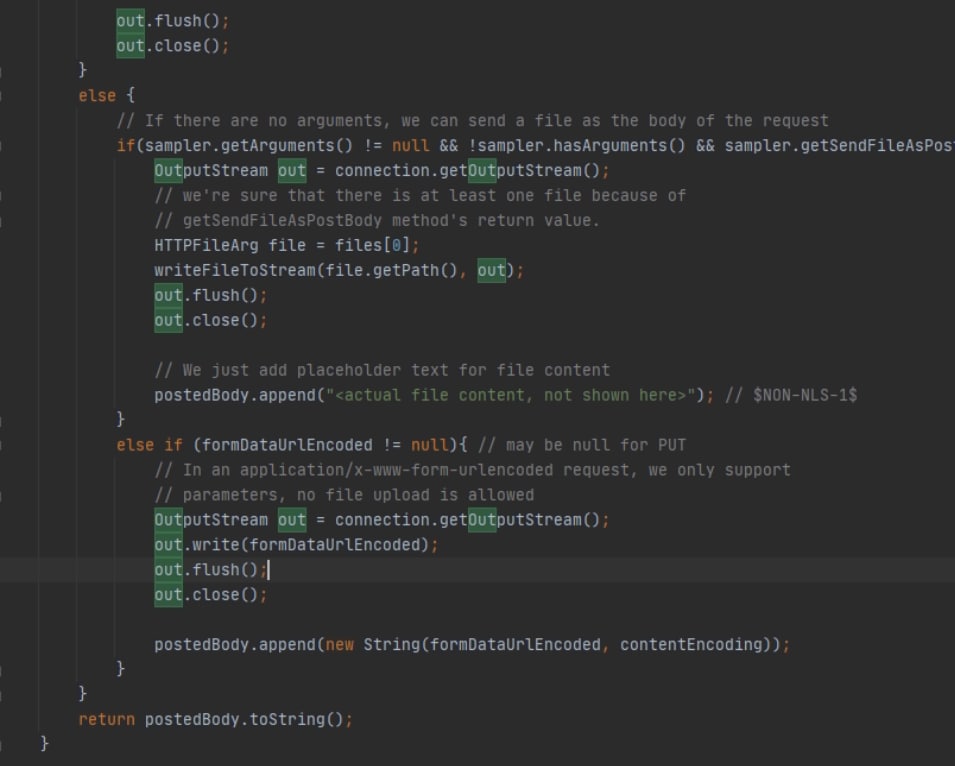 out.flush();
out.close();
}
else {
// If there are no arguments, we can send a file as the body of the request
if(sampler.getArguments() != null && !sampler.hasArguments() && sampler.getSendFileAsPost
OutputStream out = connection.getOutputStream();
// we're sure that there is at least one file because of
// getSendFileAsPostBody method's return value.
HTTPFileArg file = files[0];
writeFileToStream(file.getPath(), out);
out.flush();
out.close();
// We just add placeholder text for file content
postedBody.append("<actual file content, not shown here>"); // $NON-NLS-1$
}
else if (formDataUrlEncoded != null){ // may be null for PUT
// In an application/x-www-form-urlencoded request, we only support
// parameters, no file upload is allowed
OutputStream out = connection.getOutputStream();
out.write(formDataUrlEncoded);
out.flush();
out.close();
postedBody.append(new String(formDataUrlEncoded, contentEncoding));
}
}
return postedBody.toString();
}